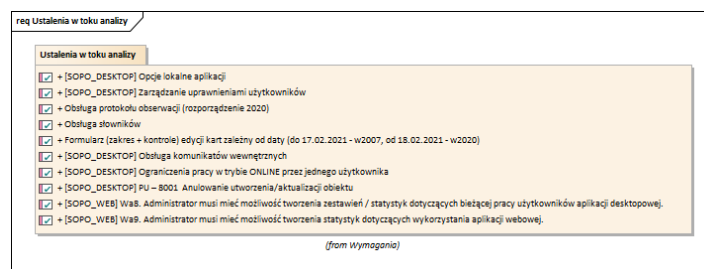 req Ustalenia w toku analizy
Ustalenia w toku analizy
+ [SOPO_DESKTOP] Opcje lokalne aplikacji
+ [SOPO_DESKTOP] Zarządzanie uprawnieniami użytkowników
+ Obsługa protokołu obserwacji (rozporządzenie 2020)
+ Obsługa słowników
+ Formularz (zakres + kontrole) edycji kart zależny od daty (do 17.02.2021 - w2007, od 18.02.2021 - w2020)
+ [SOPO_DESKTOP] Obsługa komunikatów wewnętrznych
+ [SOPO_DESKTOP] Ograniczenia pracy w trybie ONLINE przez jednego użytkownika
+ [SOPO_DESKTOP] PU – 8001 Anulowanie utworzenia/aktualizacji obiektu
+ [SOPO_WEB] Wa8. Administrator musi mieć możliwość tworzenia zestawień / statystyk dotyczących bieżącej pracy użytkowników aplikacji desktopowej.
+ [SOPO_WEB] Wa9. Administrator musi mieć możliwość tworzenia statystyk dotyczących wykorzystania aplikacji webowej.
(from Wymagania)